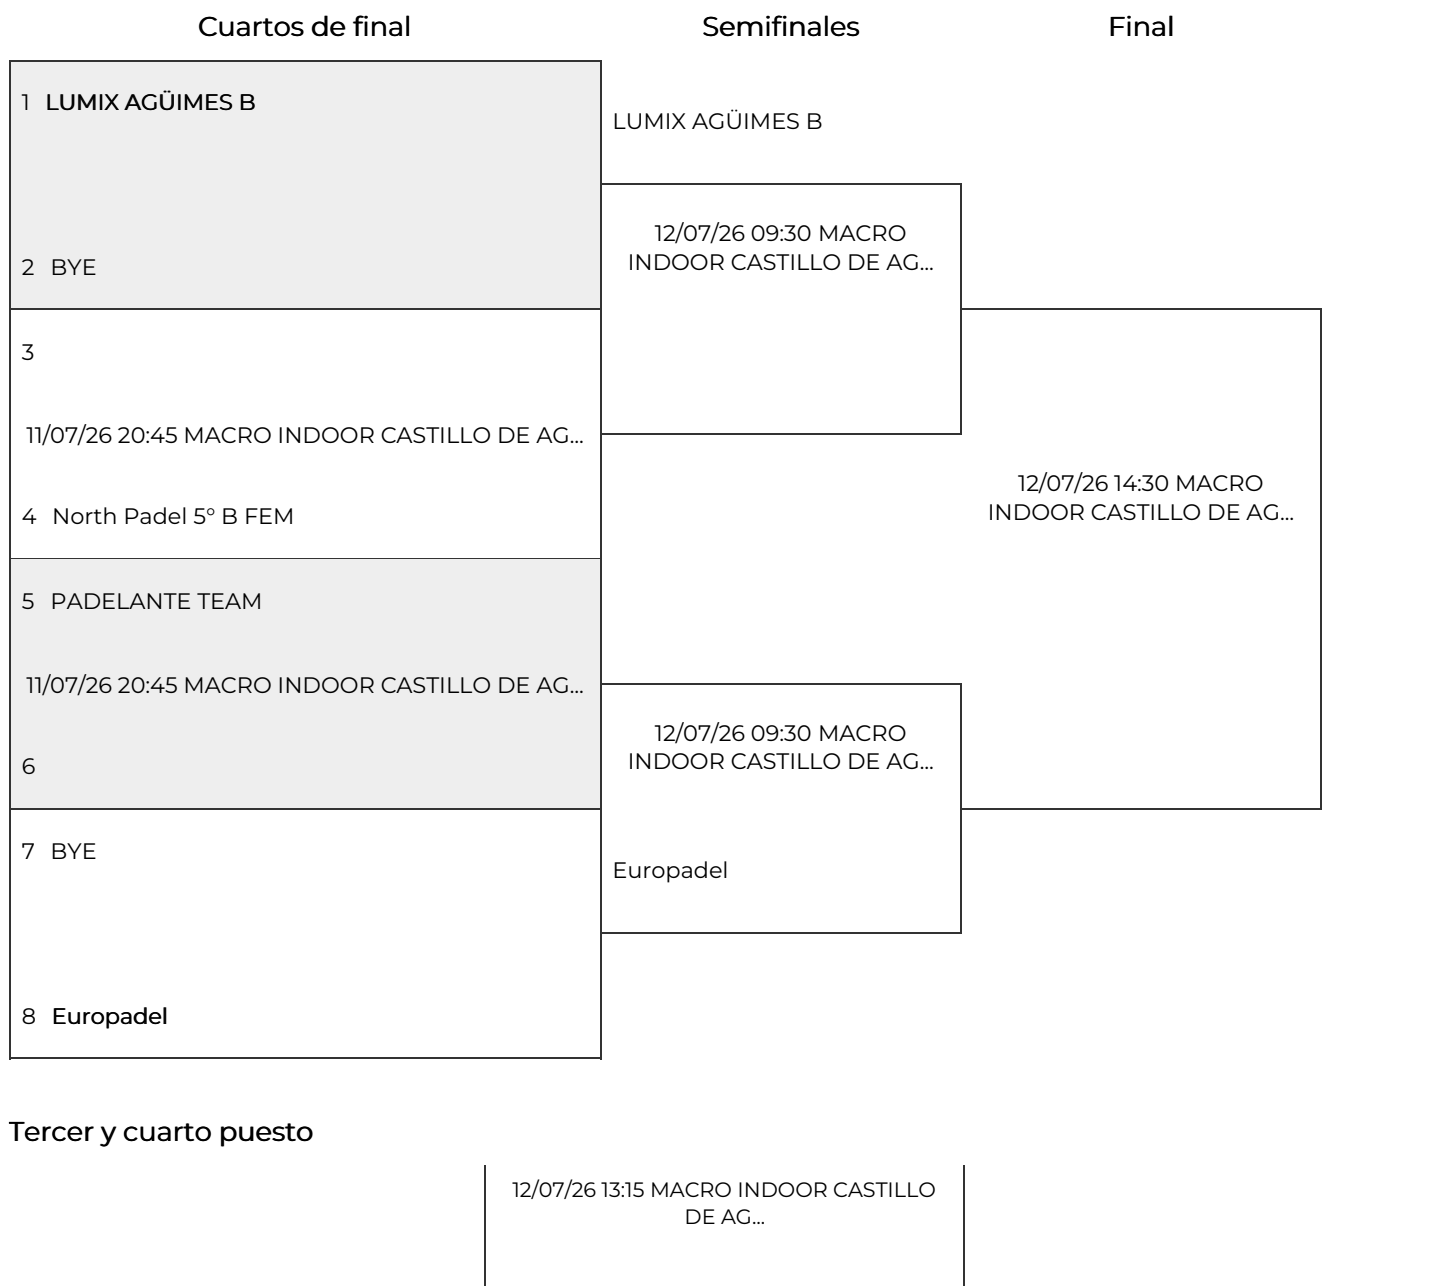 Cuartos de final
Semifinales
Final
1 LUMIX AGÜIMES B
LUMIX AGÜIMES B
12/07/26 09:30 MACRO
INDOOR CASTILLO DE AG...
2 BYE
3
11/07/26 20:45 MACRO INDOOR CASTILLO DE AG...
12/07/26 14:30 MACRO
INDOOR CASTILLO DE AG...
4 North Padel 5º B FEM
5 PADELANTE TEAM
11/07/26 20:45 MACRO INDOOR CASTILLO DE AG...
12/07/26 09:30 MACRO
INDOOR CASTILLO DE AG...
6
7 BYE
Europadel
8 Europadel
Tercer y cuarto puesto
12/07/26 13:15 MACRO INDOOR CASTILLO
DE AG...